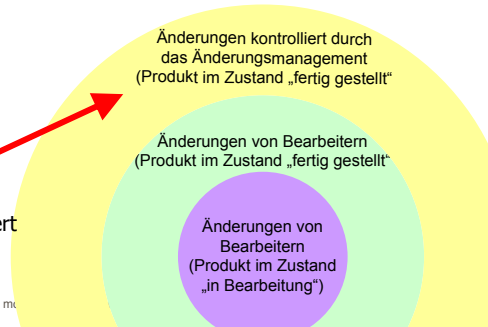 Änderungen kontrolliert durch
das Änderungsmanagement
(Produkt im Zustand „fertig gestellt“
Änderungen von Bearbeitern
(Produkt im Zustand „fertig gestellt“
Änderungen von
Bearbeitern
(Produkt im Zustand
„in Bearbeitung“)
ert